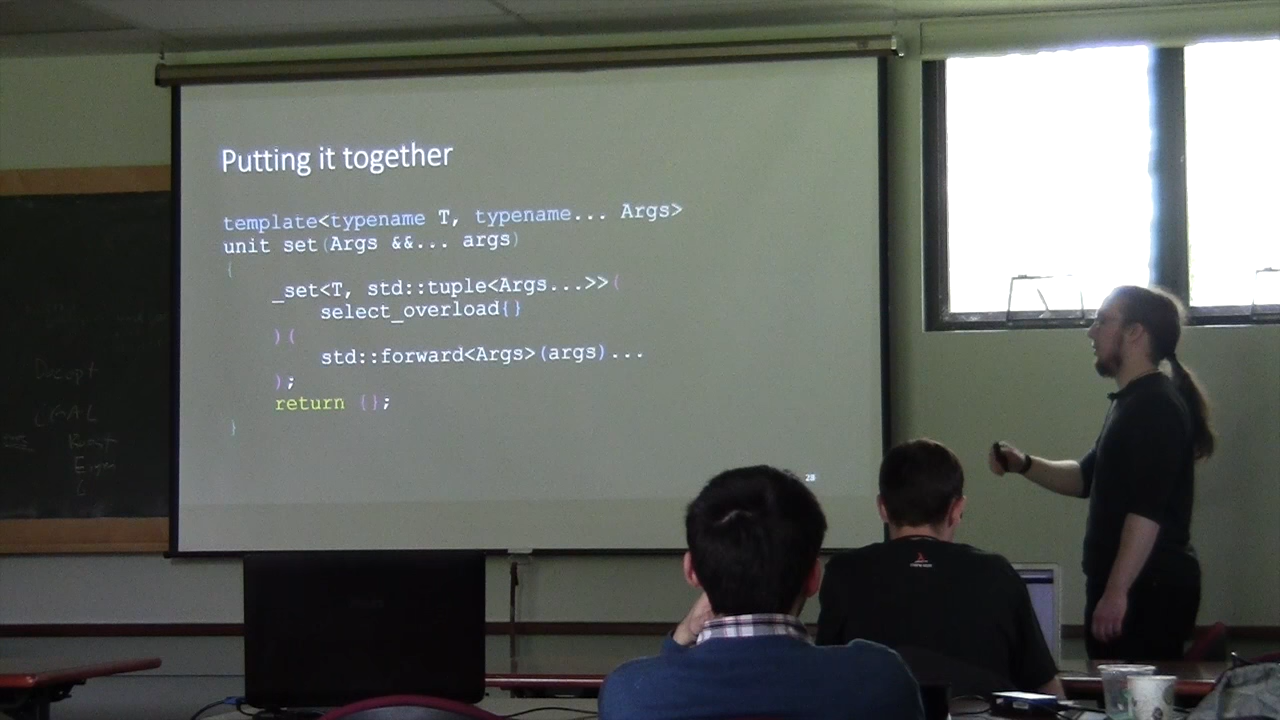 Putting it together
template<typename T, typename... Args>
unit set(Args &&... args)
{
_set<T, std::tuple<Args...>>(
select_overload{}
)(
std::forward<Args>(args)...
);
return {};
}
28